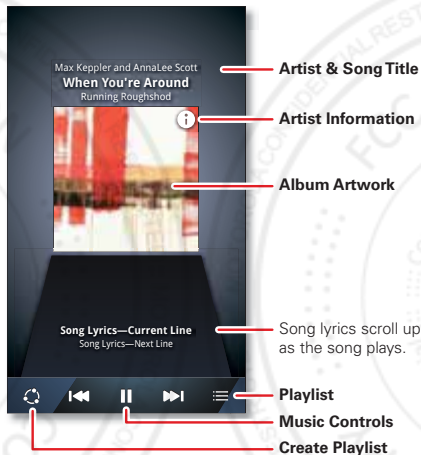 Max Keppler and AnnaLee Scott
When You're Around
Running Roughshod
Artist & Song Title
Artist Information
Album Artwork
Song Lyrics—Current Line
Song Lyrics—Next Line
Song lyrics scroll up
as the song plays.
Playlist
Music Controls
Create Playlist
FCC